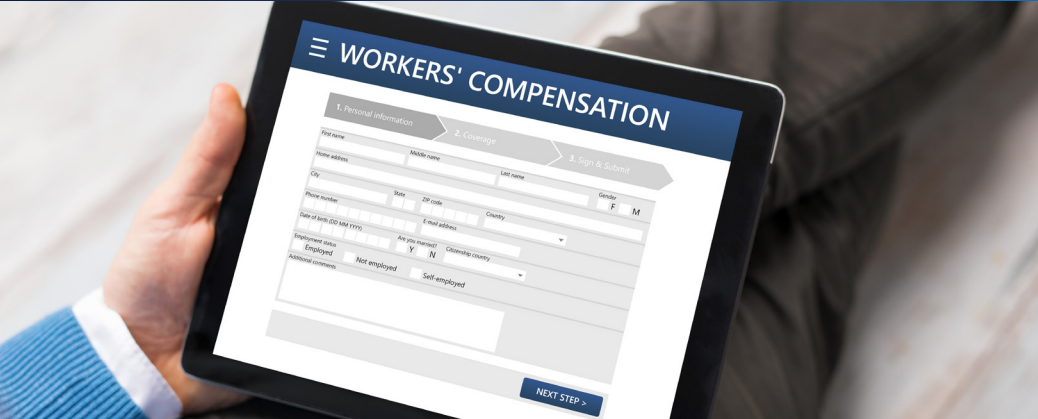 ☰ WORKERS' COMPENSATION
1. Personal information
2. Coverage
3. Sign & Submit
First name
Middle name
Last name
Gender
F M
Home address
City
State
ZIP code
Country
Phone number
E-mail address
Date of birth (DD MM YYYY)
Are you married?
Y N
Citizenship country
Employment status
Employed Not employed Self-employed
Additional comments
NEXT STEP >